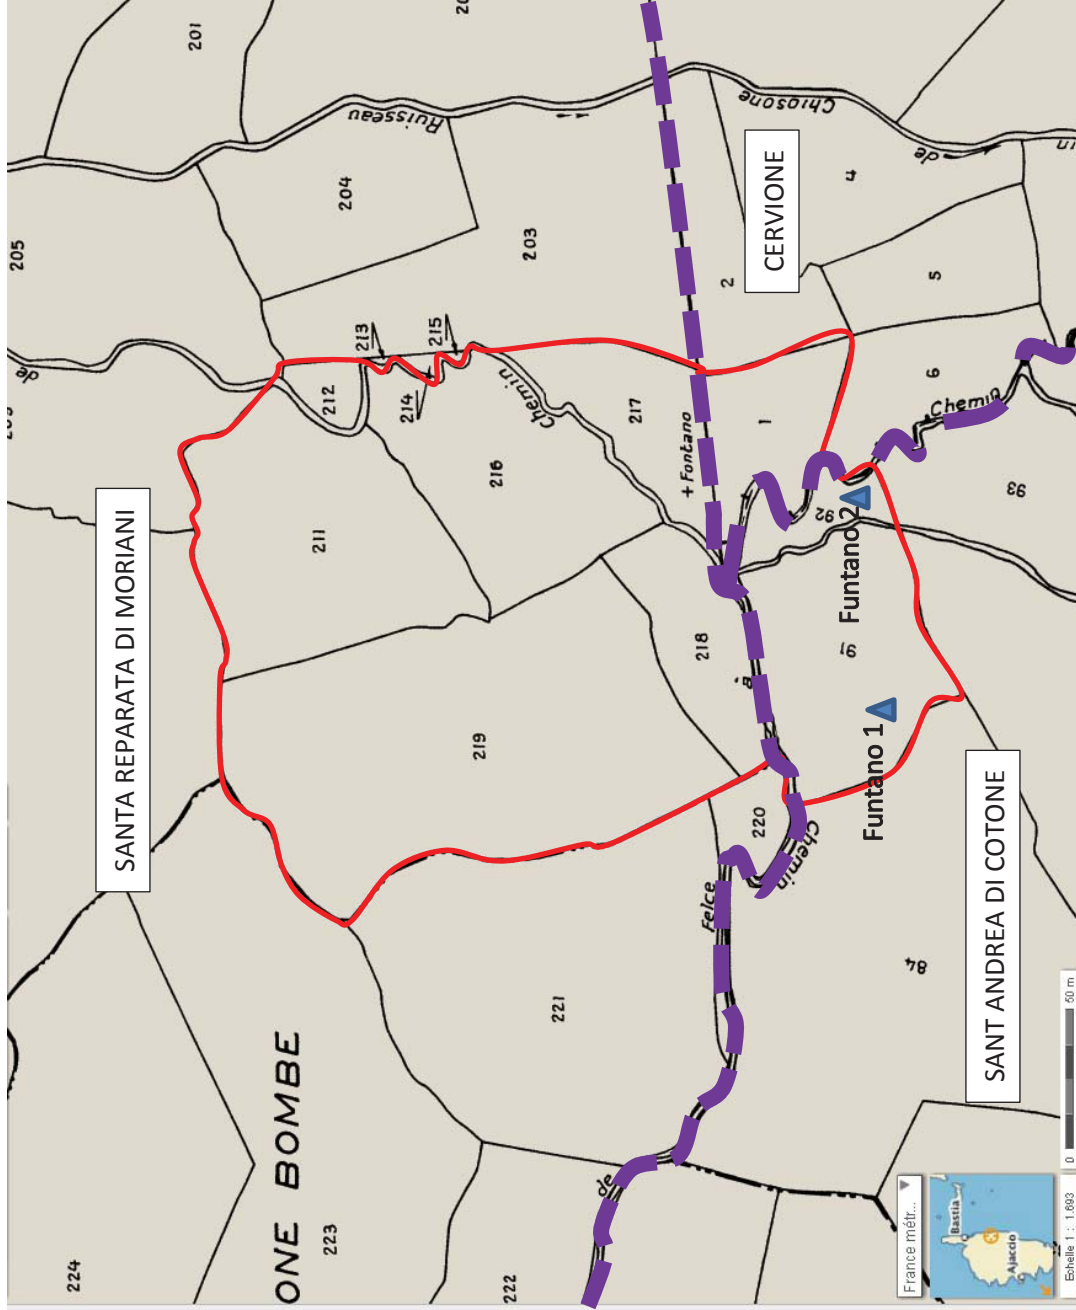 201
20
205
de
Ruisseau
204
203
Chiosone
de
CERVIONE
4
2
5
6
213
215
214
212
Chemin
217
216
+ Fontano
1
Chemin
93
92
Funtano 2
91
Funtano 1
211
SANTA REPARATA DI MORIANI
219
218
220
Chemin
Felce
de
221
84
SANT ANDREA DI COTONE
ONE BOMBE
224
223
222
France métr...
Bastia
Ajaccio
0
50 m
Echelle 1 : 1,693